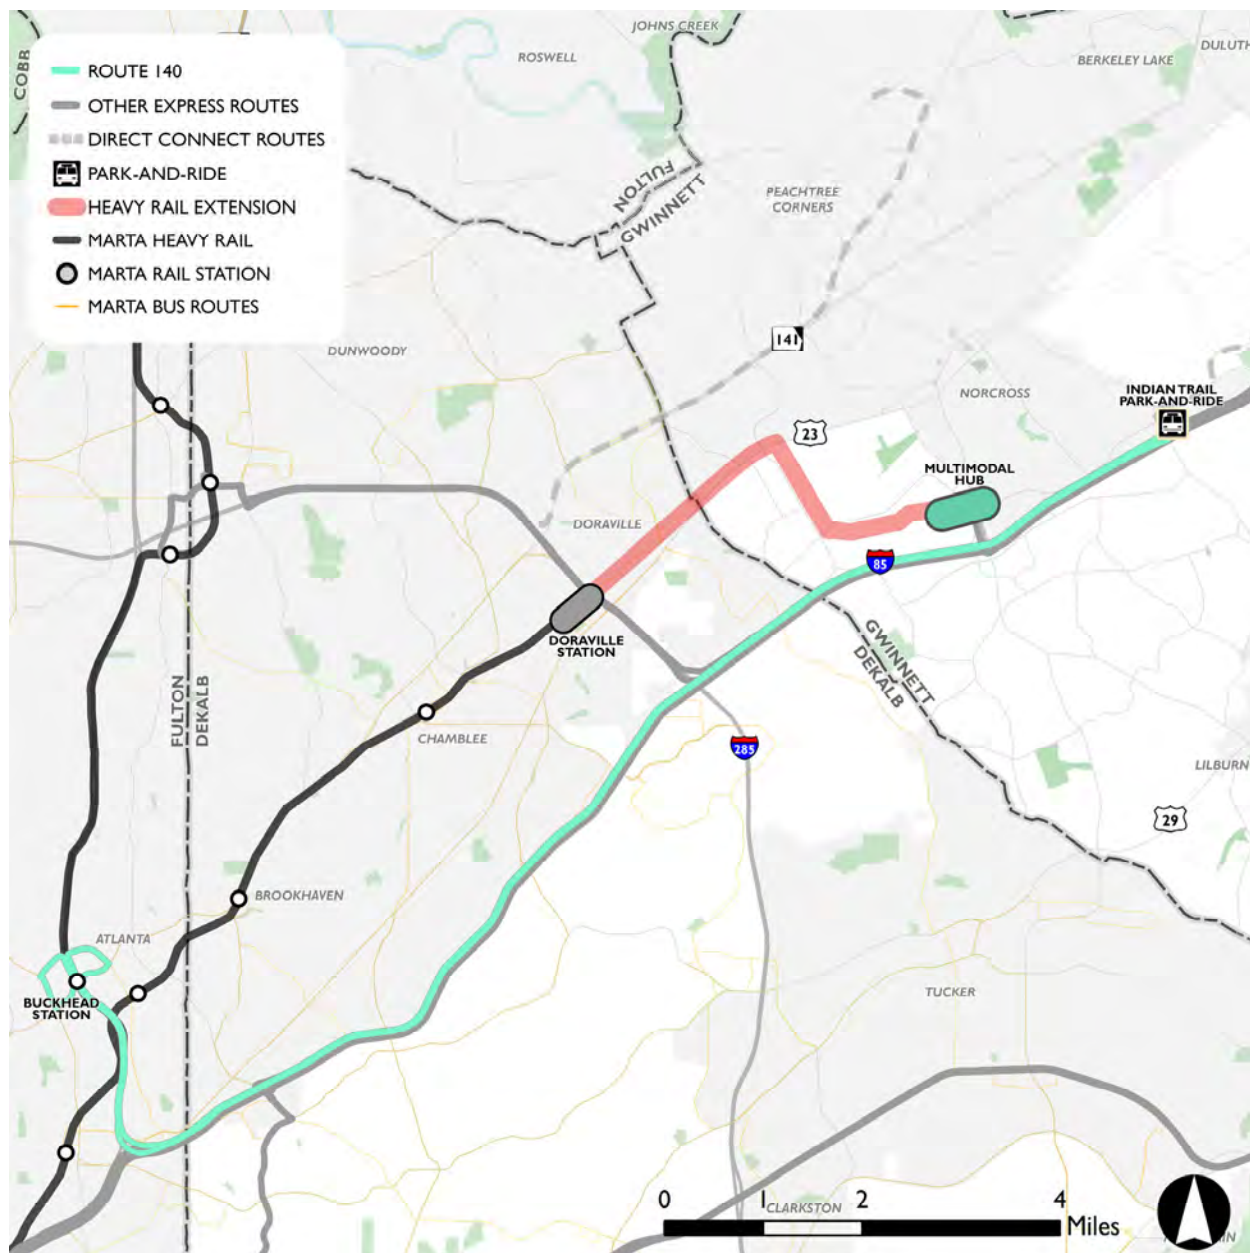 JOHNS CREEK
ROSWELL
DULUTH
BERKELEY LAKE
COBB
ROUTE 140
OTHER EXPRESS ROUTES
DIRECT CONNECT ROUTES
PARK-AND-RIDE
HEAVY RAIL EXTENSION
MARTA HEAVY RAIL
MARTA RAIL STATION
MARTA BUS ROUTES
FULTON
GWINNETT
PEACHTREE
CORNERS
141
DUNWOODY
NORCROSS
INDIAN TRAIL
PARK-AND-RIDE
23
MULTIMODAL
HUB
DORAVILLE
85
DORAVILLE
STATION
GWINNETT
DEKALB
FULTON
DEKALB
CHAMBLEE
285
LILBURN
29
BROOKHAVEN
ATLANTA
BUCKHEAD
STATION
TUCKER
0 1 2 4
Miles
CLARKSTON